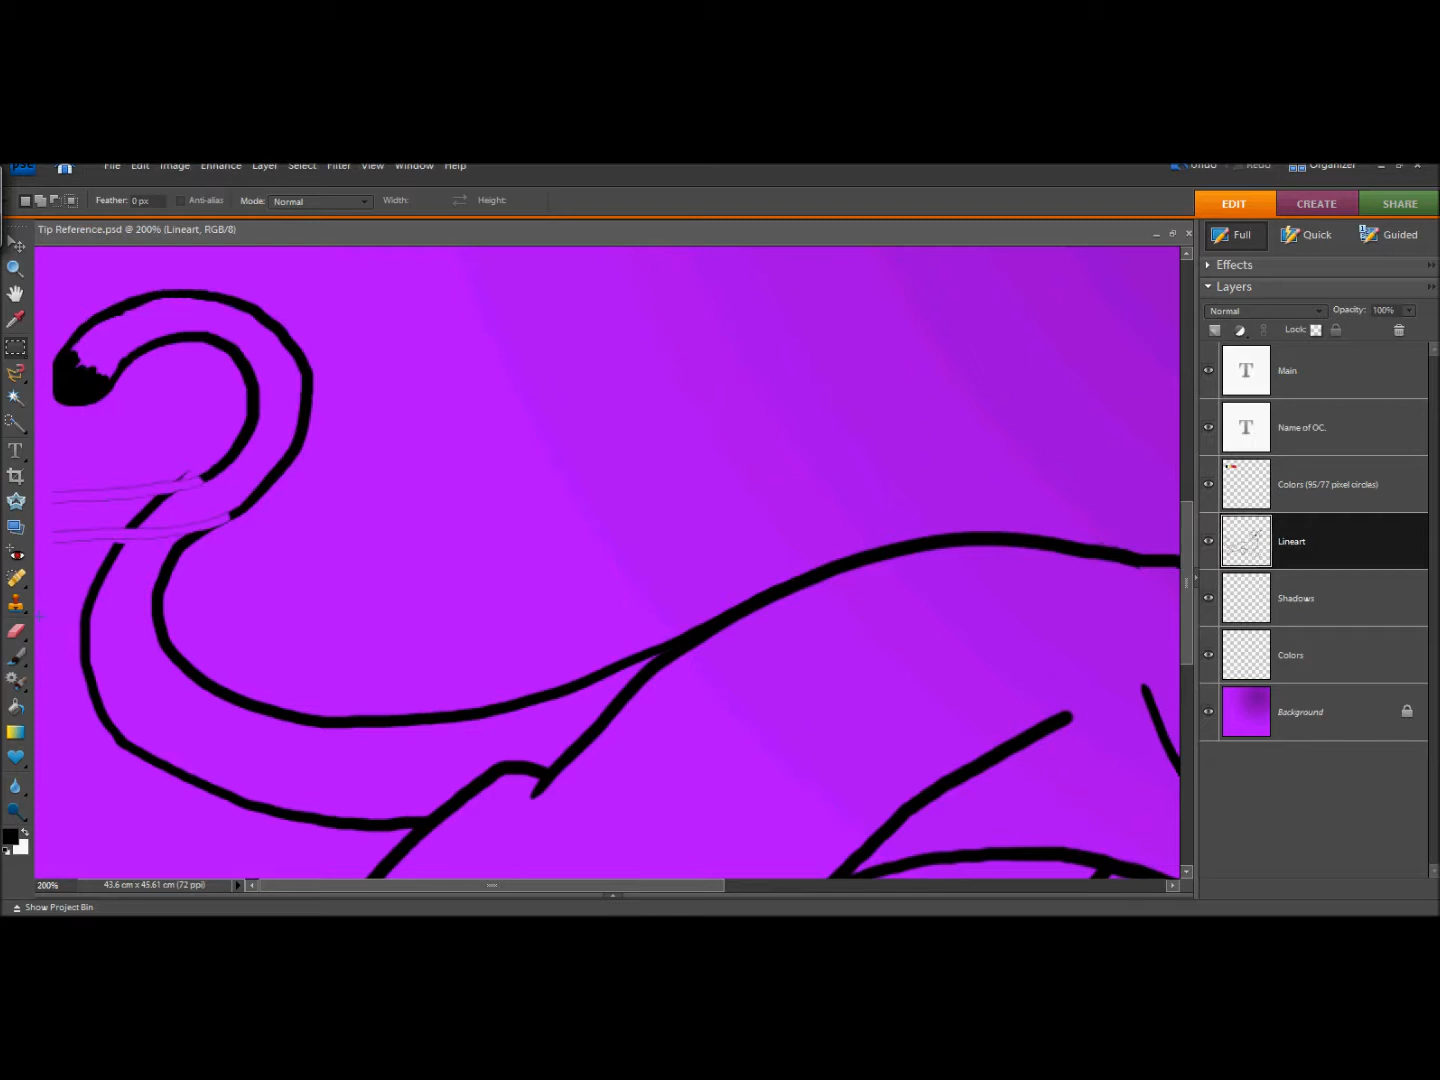 File Edit Image Enhance Layer Select Filter View Window Help Undo Redo Organizer
Feather: 0 px Anti-alias Mode: Normal Width: Height: EDIT CREATE SHARE
Tip Reference.psd @ 200% (Lineart, RGB/8)
Full Quick Guided
Effects
Layers
Normal Opacity: 100%
Lock:
T Main
T Name of OC.
Colors (95/77 pixel circles)
Lineart
Shadows
Colors
Background
200% 43.6 cm x 45.61 cm (72 ppi)
Show Project Bin